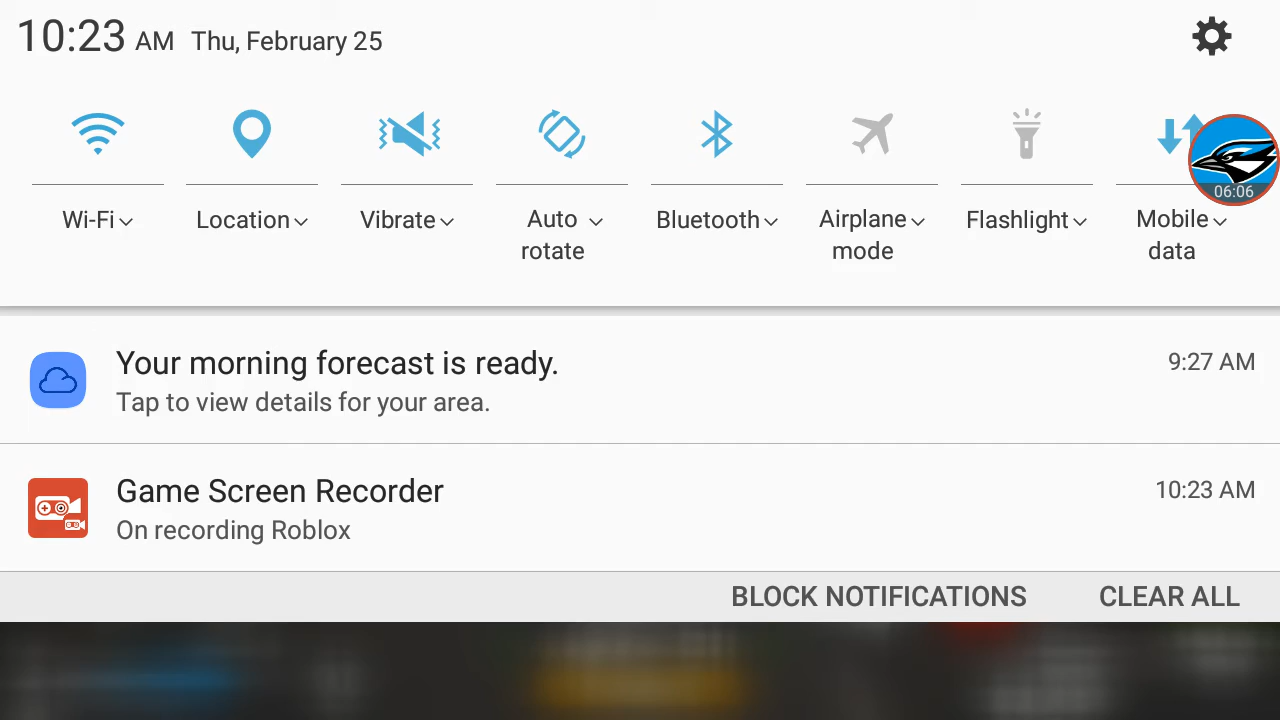 10:23 AM Thu, February 25
06:06
Wi-Fi
Location
Vibrate
Auto
rotate
Bluetooth
Airplane
mode
Flashlight
Mobile
data
Your morning forecast is ready.
9:27 AM
Tap to view details for your area.
Game Screen Recorder
10:23 AM
On recording Roblox
BLOCK NOTIFICATIONS
CLEAR ALL